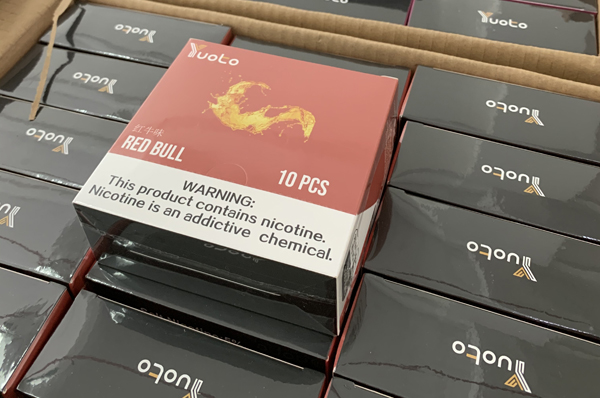 Yuoto
Yuoto
红牛味
RED BULL
10 PCS
WARNING:
This product contains nicotine.
Nicotine is an addictive chemical.
Yuoto
Yuoto
Yuoto
Yuoto
Yuoto
Yuoto
Yuoto